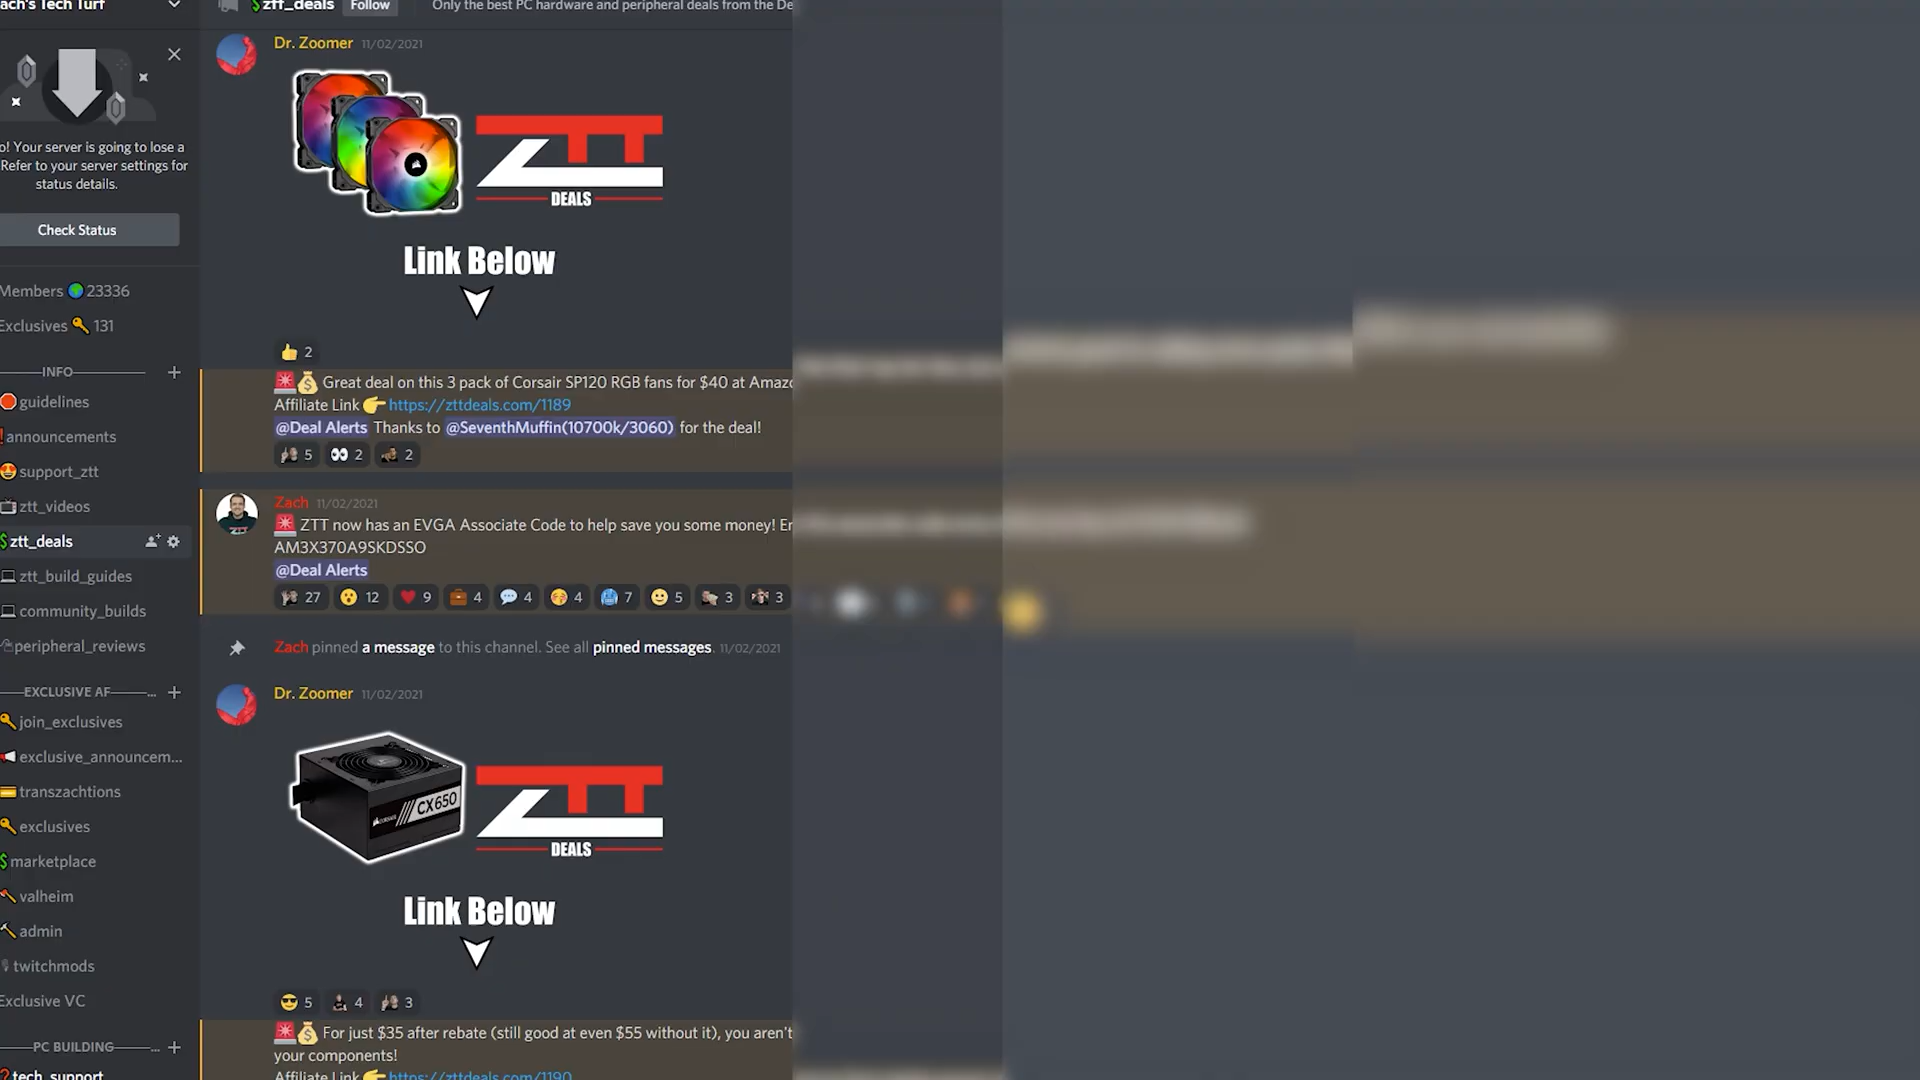 ach's Tech Turf
$ztt_deals
Follow
Only the best PC hardware and peripheral deals from the De
o! Your server is going to lose a
Refer to your server settings for
status details.
Check Status
Members 🌍 23336
Exclusives 🔑 131
INFO
guidelines
announcements
support_ztt
ztt_videos
$ztt_deals
ztt_build_guides
community_builds
peripheral_reviews
EXCLUSIVE AF ...
join_exclusives
exclusive_announcem...
transzachtions
exclusives
$marketplace
valheim
admin
twitchmods
Exclusive VC
PC BUILDING ...
?tech_support
Dr. Zoomer 11/02/2021
ZTT
DEALS
Link Below
👍 2
🚨💰 Great deal on this 3 pack of Corsair SP120 RGB fans for $40 at Amazo
Affiliate Link 👉 https://zttdeals.com/1189
@Deal Alerts Thanks to @SeventhMuffin(10700k/3060) for the deal!
5 👀 2 2
ZTT
Zach 11/02/2021
🚨 ZTT now has an EVGA Associate Code to help save you some money! En
AM3X370A9SKDSSO
@Deal Alerts
27 12 9 4 4 4 7 5 3 3
Zach pinned a message to this channel. See all pinned messages. 11/02/2021
Dr. Zoomer 11/02/2021
CORSAIR CX650
ZTT
DEALS
Link Below
5 4 3
🚨💰 For just $35 after rebate (still good at even $55 without it), you aren't
your components!
Affiliate Link 👉 https://zttdeals.com/1190